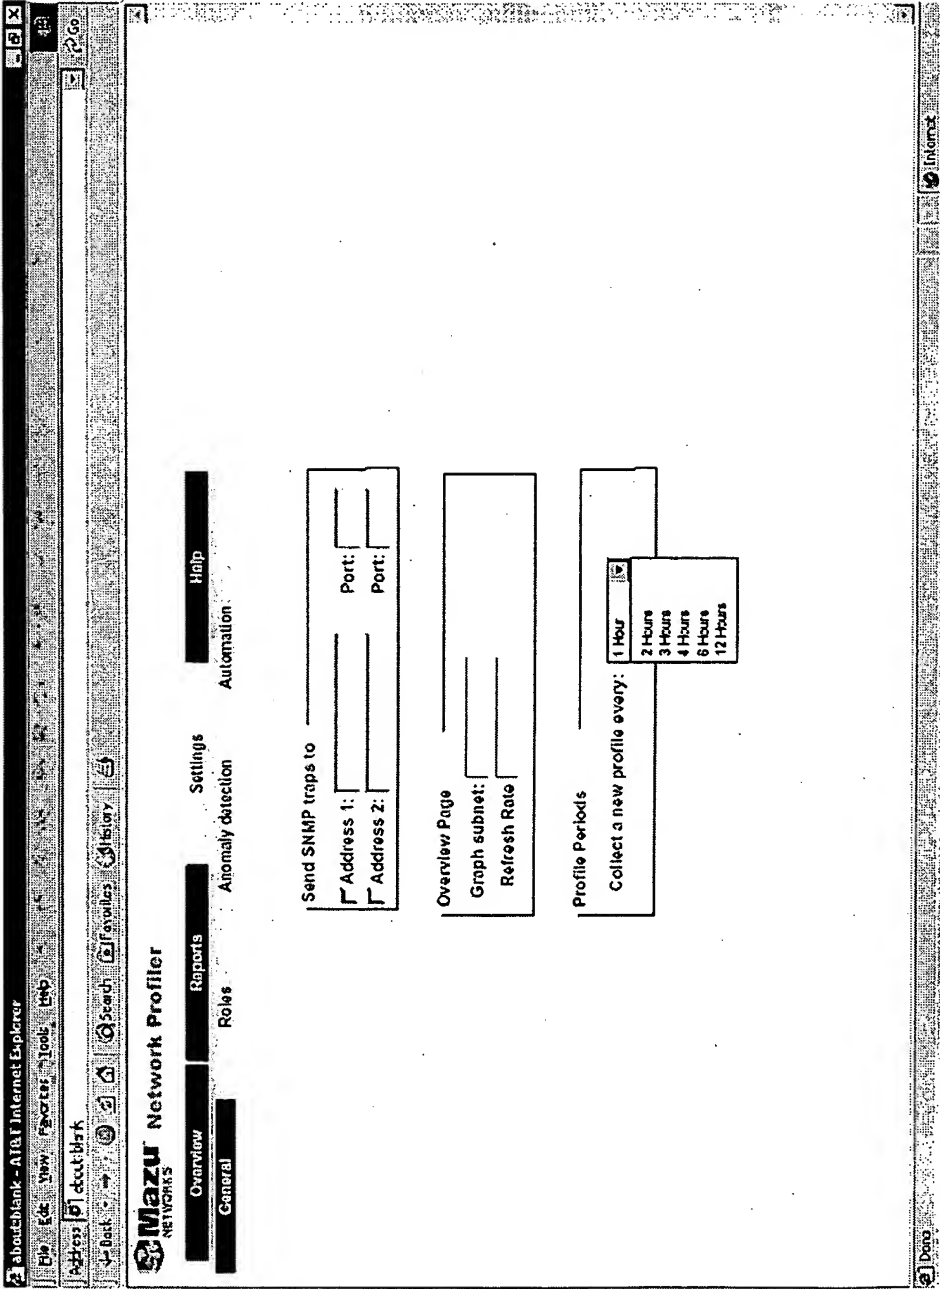 about:blank - AT&T Internet Explorer
File Edit View Favorites Tools Help
Address about:blank Go
Back Search Favorites History
Mazu Network Profiler
NETWORKS
Overview Reports Settings Help
General Roles Anomaly detection Automation
Send SNMP traps to
Address 1: Port:
Address 2: Port:
Overview Page
Graph subnet:
Refresh Rate
Profile Periods
Collect a new profile every: 1 Hour
2 Hours
3 Hours
4 Hours
6 Hours
12 Hours
Done Internet